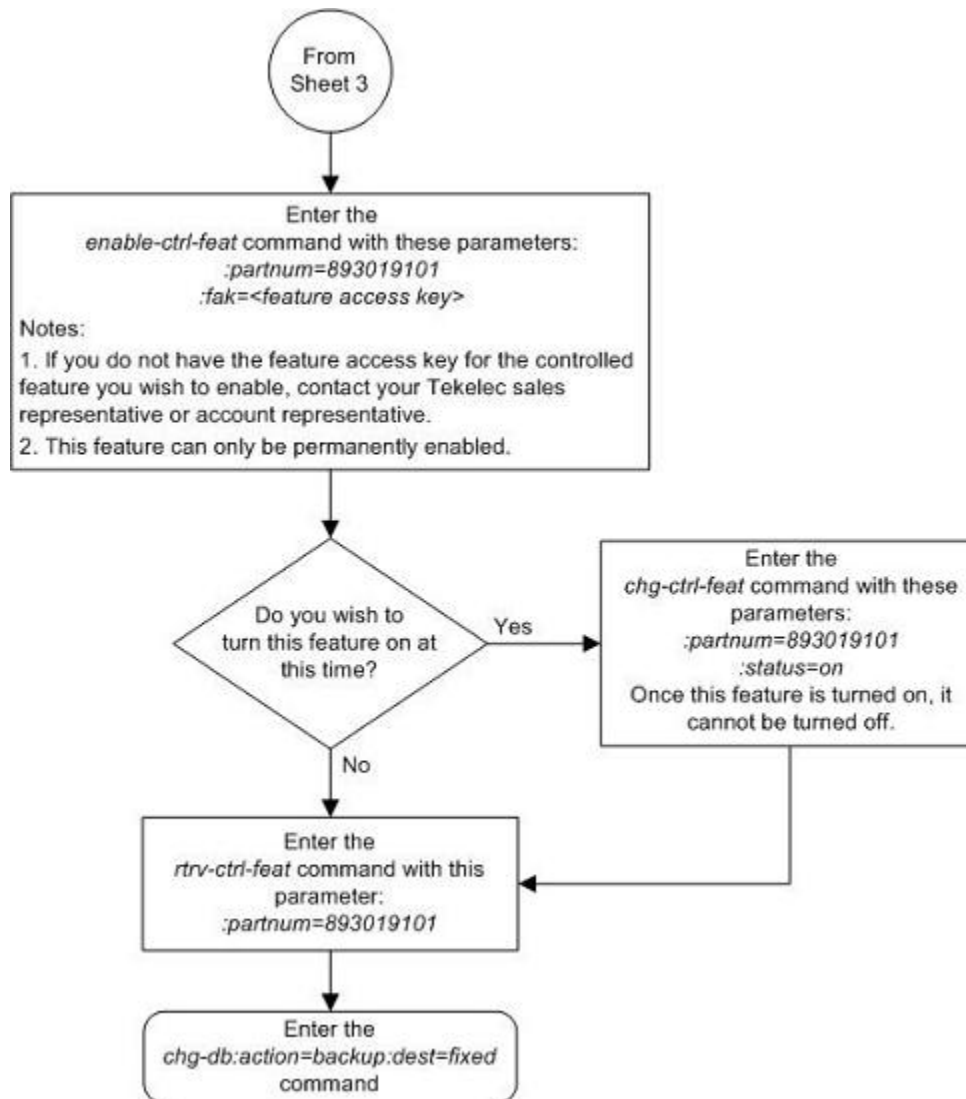 From
Sheet 3
Enter the
enable-ctrl-feat command with these parameters:
:partnum=893019101
:fak=<feature access key>
Notes:
1. If you do not have the feature access key for the controlled
feature you wish to enable, contact your Tekelec sales
representative or account representative.
2. This feature can only be permanently enabled.
Do you wish to
turn this feature on at
this time?
Yes
Enter the
chg-ctrl-feat command with these
parameters:
:partnum=893019101
:status=on
Once this feature is turned on, it
cannot be turned off.
No
Enter the
rtrv-ctrl-feat command with this
parameter:
:partnum=893019101
Enter the
chg-db:action=backup:dest=fixed
command